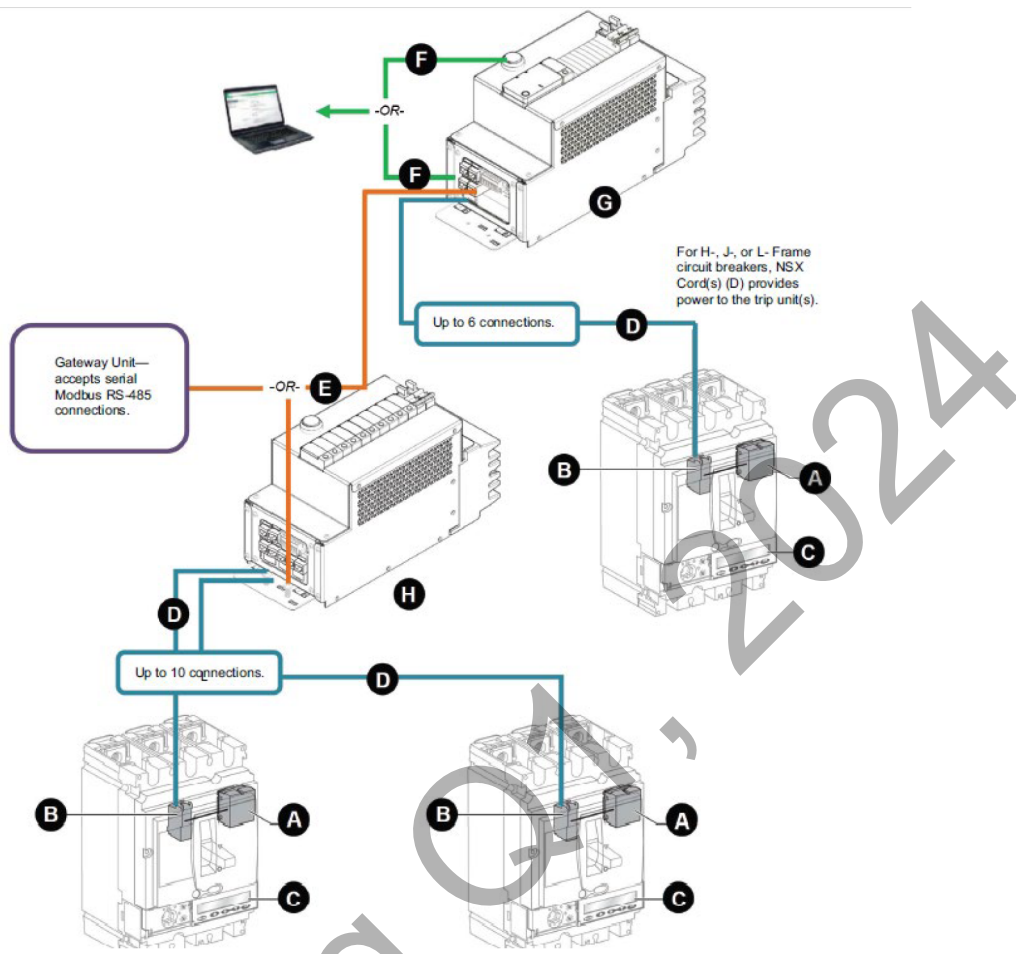 F
-OR-
F
G
For H-, J-, or L- Frame
circuit breakers, NSX
Cord(s) (D) provides
power to the trip unit(s).
Up to 6 connections.
D
Gateway Unit—
accepts serial
Modbus RS-485
connections.
-OR-
E
B
A
C
H
D
Up to 10 connections.
D
B
A
C
B
A
C
g Q1, 2024